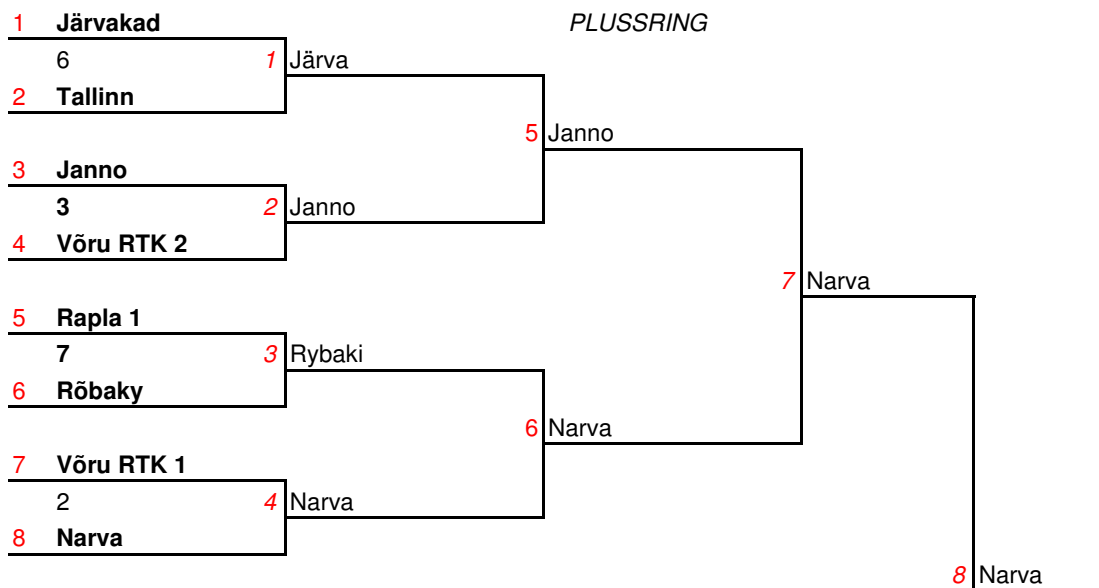 1 Järvakad PLUSSRING
6 1 Järva
2 Tallinn
5 Janno
3 Janno
3 2 Janno
4 Võru RTK 2
7 Narva
5 Rapla 1
7 3 Rybaki
6 Rõbaky
6 Narva
7 Võru RTK 1
2 4 Narva
8 Narva
8 Narva